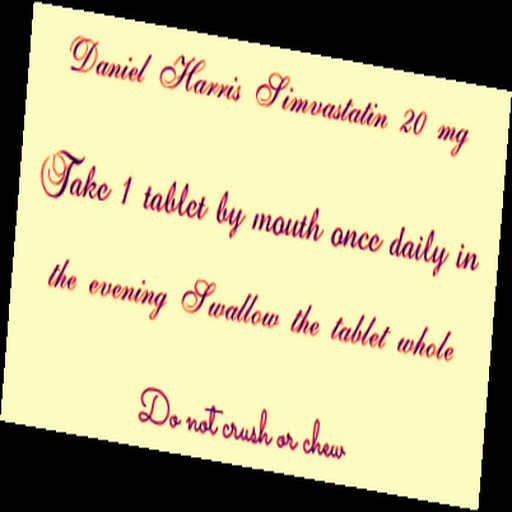 Daniel Harris Simvastatin 20 mg
Take 1 tablet by mouth once daily in
the evening Swallow the tablet whole
Do not crush or chew